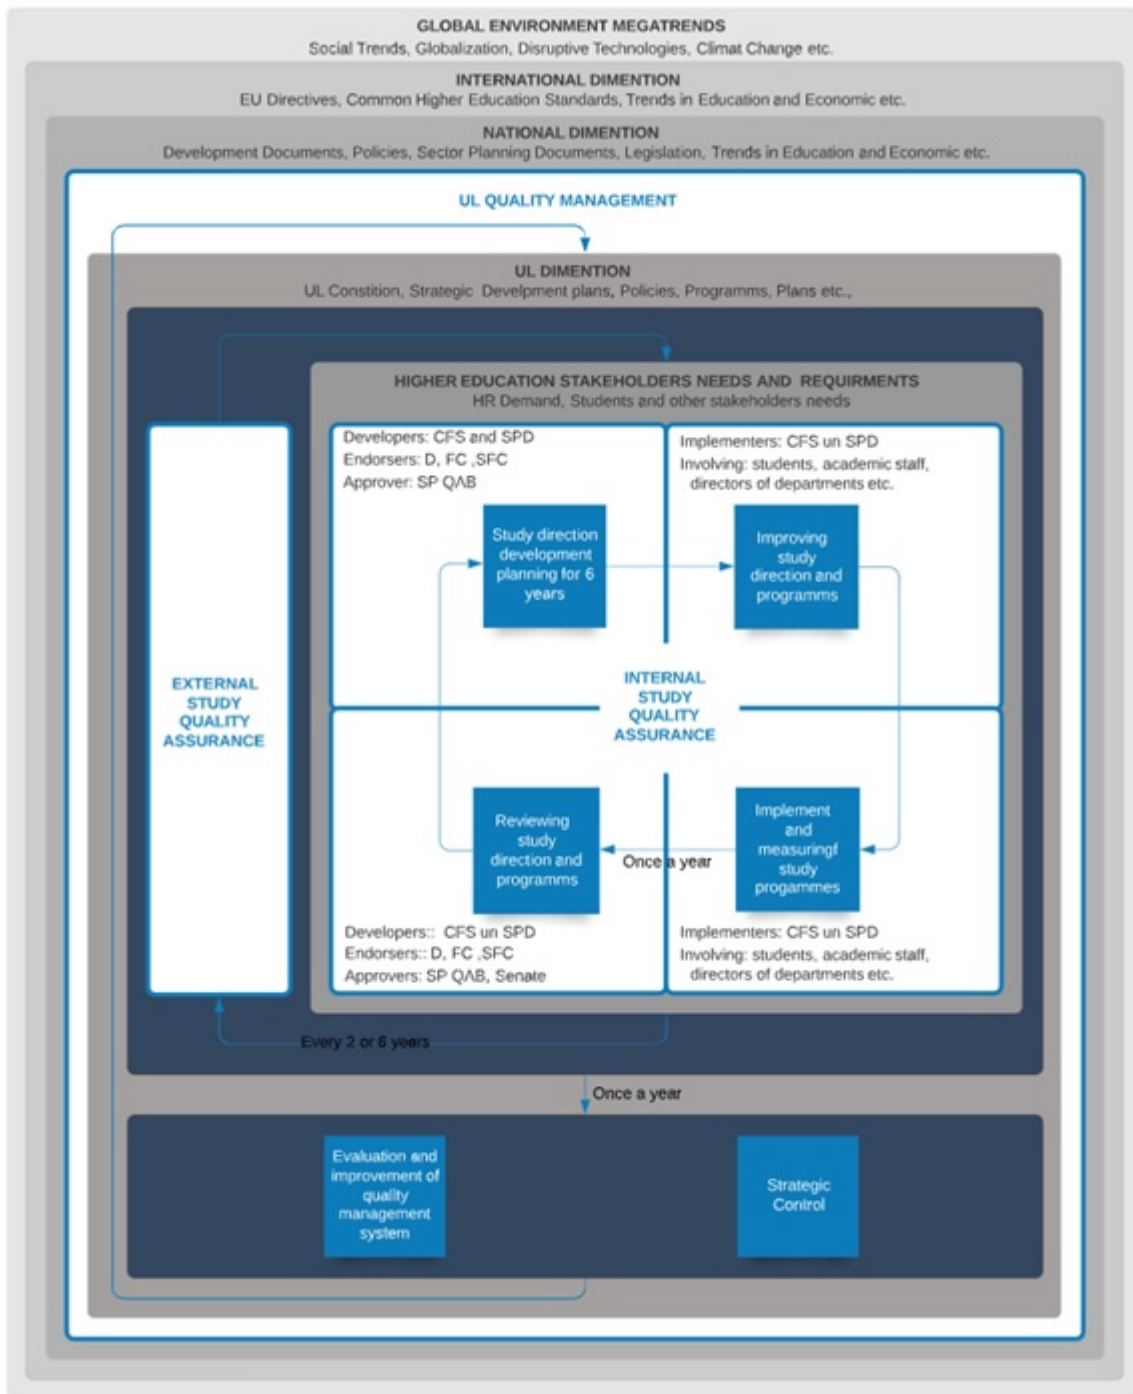 GLOBAL ENVIRONMENT MEGATRENDS
Social Trends, Globalization, Disruptive Technologies, Climat Change etc.
INTERNATIONAL DIMENTION
EU Directives, Common Higher Education Standards, Trends in Education and Economic etc.
NATIONAL DIMENTION
Development Documents, Policies, Sector Planning Documents, Legislation, Trends in Education and Economic etc.
UL QUALITY MANAGEMENT
UL DIMENTION
UL Constition, Strategic Develpment plans, Policies, Programms, Plans etc.,
HIGHER EDUCATION STAKEHOLDERS NEEDS AND REQUIRMENTS
HR Demand, Students and other stakeholders needs
Developers: CFS and SPD
Endorsers: D, FC ,SFC
Approver: SP QAB
Implementers: CFS un SPD
Involving: students, academic staff,
directors of departments etc.
Study direction
development
planning for 6
years
Improving
study
direction and
programms
EXTERNAL
STUDY
QUALITY
ASSURANCE
INTERNAL
STUDY
QUALITY
ASSURANCE
Reviewing
study
direction and
programms
Once a year
Implement
and
measuringf
study
progammes
Developers:: CFS un SPD
Endorsers:: D, FC ,SFC
Approvers: SP QAB, Senate
Implementers: CFS un SPD
Involving: students, academic staff,
directors of departments etc.
Every 2 or 6 years
Once a year
Evaluation and
improvement of
quality
management
system
Strategic
Control